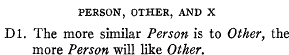 PERSON, OTHER, AND X
D1. The more similar Person is to Other, the
more Person will like Other.